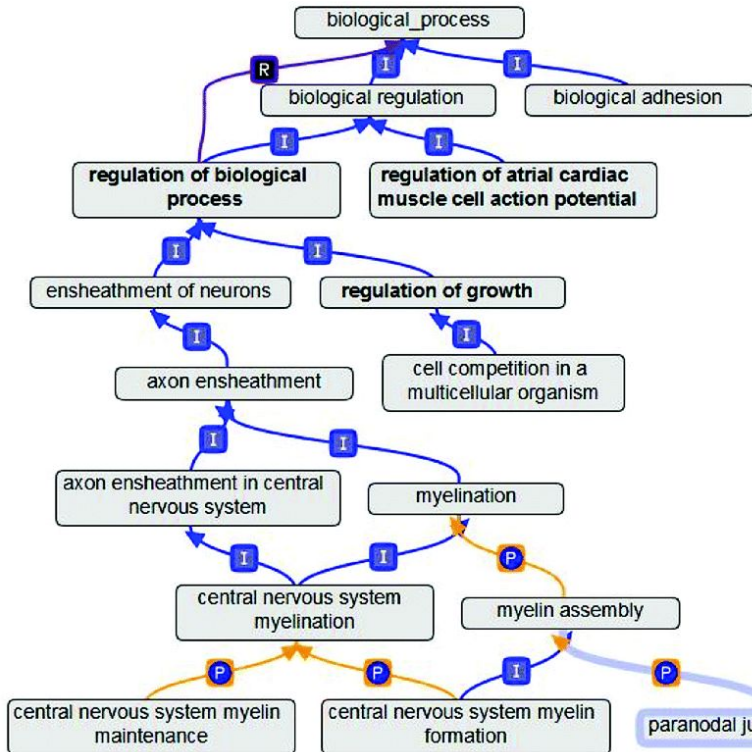 biological_process
R
I
I
biological regulation
biological adhesion
I
I
regulation of biological
process
regulation of atrial cardiac
muscle cell action potential
I
I
ensheathment of neurons
regulation of growth
I
I
axon ensheathment
cell competition in a
multicellular organism
I
I
axon ensheathment in central
nervous system
myelination
I
I
P
central nervous system
myelination
myelin assembly
P
P
I
P
central nervous system myelin
maintenance
central nervous system myelin
formation
paranodal ju